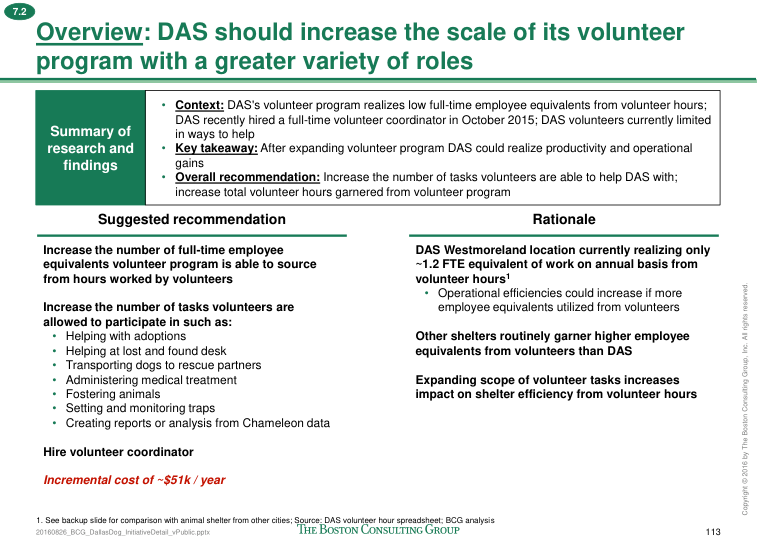 7.2
Overview: DAS should increase the scale of its volunteer
program with a greater variety of roles
Summary of
research and
findings
• Context: DAS's volunteer program realizes low full-time employee equivalents from volunteer hours;
DAS recently hired a full-time volunteer coordinator in October 2015; DAS volunteers currently limited
in ways to help
• Key takeaway: After expanding volunteer program DAS could realize productivity and operational
gains
• Overall recommendation: Increase the number of tasks volunteers are able to help DAS with;
increase total volunteer hours garnered from volunteer program
Suggested recommendation
Increase the number of full-time employee
equivalents volunteer program is able to source
from hours worked by volunteers
Increase the number of tasks volunteers are
allowed to participate in such as:
• Helping with adoptions
• Helping at lost and found desk
• Transporting dogs to rescue partners
• Administering medical treatment
• Fostering animals
• Setting and monitoring traps
• Creating reports or analysis from Chameleon data
Hire volunteer coordinator
Incremental cost of ~$51k / year
Rationale
DAS Westmoreland location currently realizing only
~1.2 FTE equivalent of work on annual basis from
volunteer hours1
• Operational efficiencies could increase if more
employee equivalents utilized from volunteers
Other shelters routinely garner higher employee
equivalents from volunteers than DAS
Expanding scope of volunteer tasks increases
impact on shelter efficiency from volunteer hours
1. See backup slide for comparison with animal shelter from other cities; Source: DAS volunteer hour spreadsheet; BCG analysis
20160826_BCG_DallasDog_InitiativeDetail_vPublic.pptx
THE BOSTON CONSULTING GROUP
113
Copyright © 2016 by The Boston Consulting Group, Inc. All rights reserved.